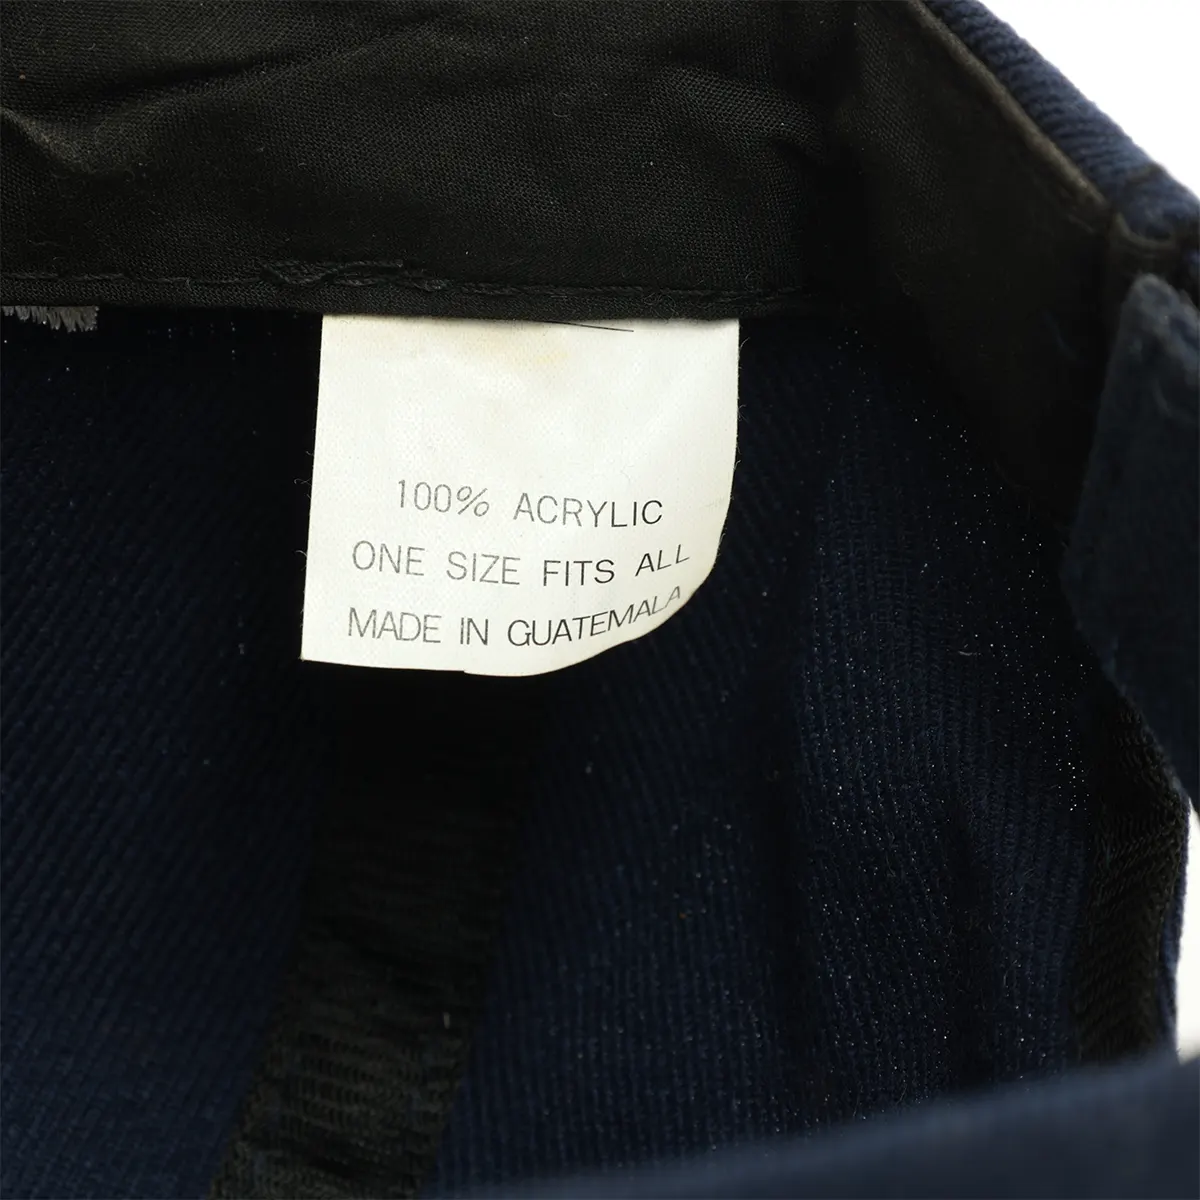 100% ACRYLIC
ONE SIZE FITS ALL
MADE IN GUATEMALA